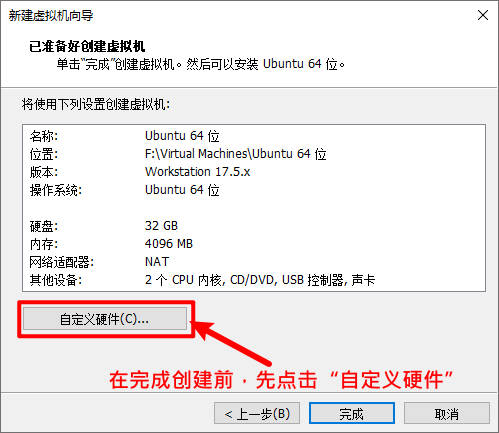 新建虚拟机向导
已准备好创建虚拟机
单击“完成”创建虚拟机。然后可以安装 Ubuntu 64 位。
将使用下列设置创建虚拟机:
名称: Ubuntu 64 位
位置: F:\Virtual Machines\Ubuntu 64 位
版本: Workstation 17.5.x
操作系统: Ubuntu 64 位
硬盘: 32 GB
内存: 4096 MB
网络适配器: NAT
其他设备: 2 个 CPU 内核, CD/DVD, USB 控制器, 声卡
自定义硬件(C)...
在完成创建前，先点击“自定义硬件”
< 上一步(B) 完成 取消